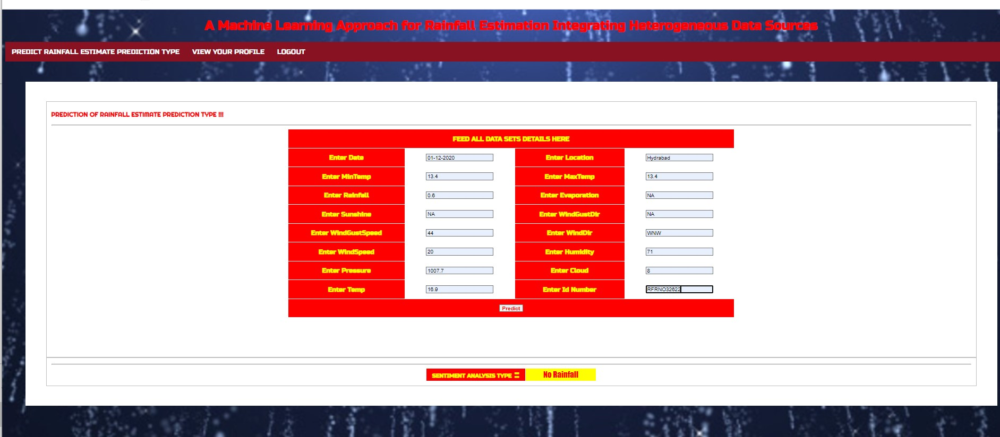 A Machine Learning Approach for Rainfall Estimation Integrating Heterogeneous Data Sources
PREDICT RAINFALL ESTIMATE PREDICTION TYPE VIEW YOUR PROFILE LOGOUT
PREDICTION OF RAINFALL ESTIMATE PREDICTION TYPE !!!
FEED ALL DATA SETS DETAILS HERE
Enter Date 01-12-2020 Enter Location Hydrabad
Enter MinTemp 13.4 Enter MaxTemp 13.4
Enter Rainfall 0.6 Enter Evaporation NA
Enter Sunshine NA Enter WindGustDir NA
Enter WindGustSpeed 44 Enter WindDir WNW
Enter WindSpeed 20 Enter Humidity 71
Enter Pressure 1007.7 Enter Cloud 8
Enter Temp 16.9 Enter Id Number RFRNO32622
Predict
SENTIMENT ANALYSIS TYPE = No Rainfall